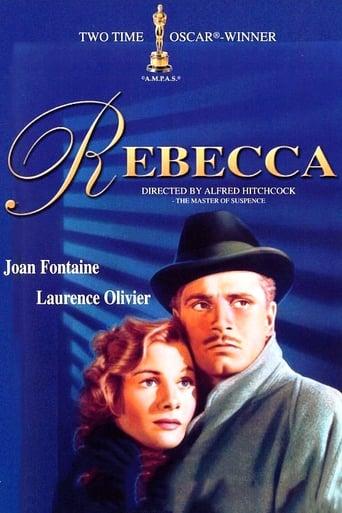 TWO TIME OSCAR®-WINNER
©A.M.P.A.S.®
REBECCA
DIRECTED BY ALFRED HITCHCOCK
- THE MASTER OF SUSPENCE
Joan Fontaine
Laurence Olivier